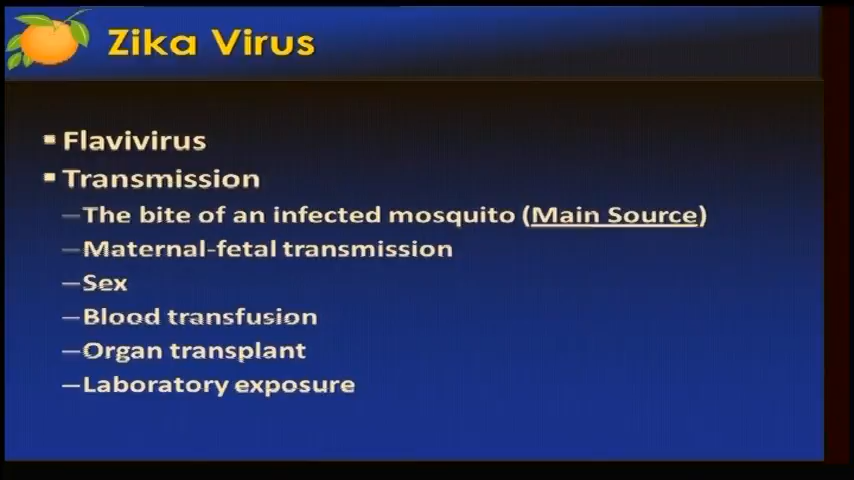 Zika Virus
▪ Flavivirus
▪ Transmission
–The bite of an infected mosquito (Main Source)
–Maternal-fetal transmission
–Sex
–Blood transfusion
–Organ transplant
–Laboratory exposure